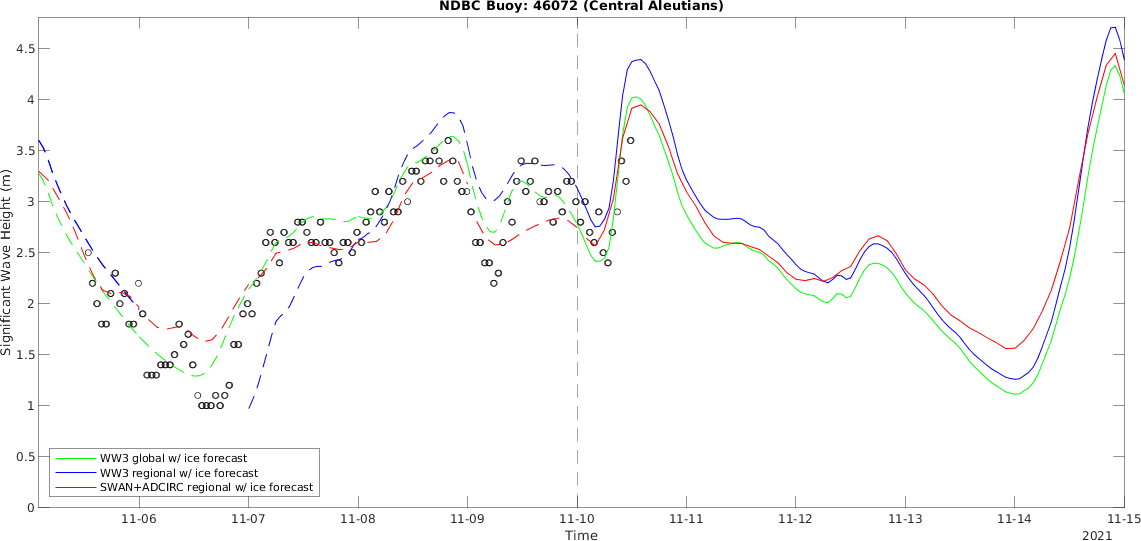 NDBC Buoy: 46072 (Central Aleutians)
4.5
4
3.5
3
2.5
2
1.5
1
0.5
0
Significant Wave Height (m)
WW3 global w/ ice forecast
WW3 regional w/ ice forecast
SWAN+ADCIRC regional w/ ice forecast
11-06 11-07 11-08 11-09 11-10 11-11 11-12 11-13 11-14 11-15
Time
2021